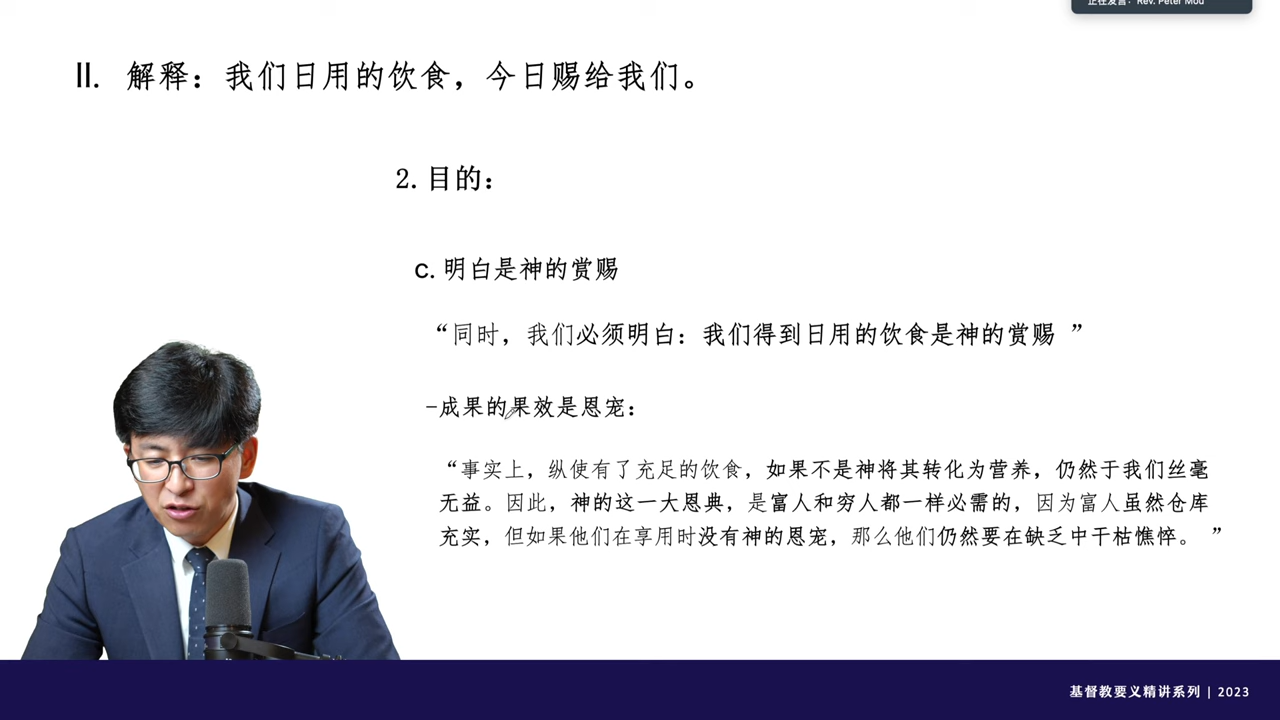 正在发言: Rev. Peter Mou
II. 解释：我们日用的饮食，今日赐给我们。
2. 目的：
c. 明白是神的赏赐
“同时，我们必须明白：我们得到日用的饮食是神的赏赐 ”
-成果的果效是恩宠：
“事实上，纵使有了充足的饮食，如果不是神将其转化为营养，仍然于我们丝毫
无益。因此，神的这一大恩典，是富人和穷人都一样必需的，因为富人虽然仓库
充实，但如果他们在享用时没有神的恩宠，那么他们仍然要在缺乏中干枯憔悴。 ”
基督教要义精讲系列 | 2023